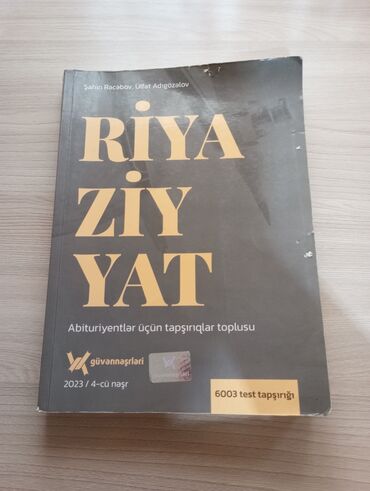 Şahin Rəcəbov, Ülfət Adıgözəlov
RİYA
ZİY
YAT
Abituriyentlər üçün tapşırıqlar toplusu
güvənnəşrləri
2023 / 4-cü nəşr
güvənnəşrləri
6003 test tapşırığı